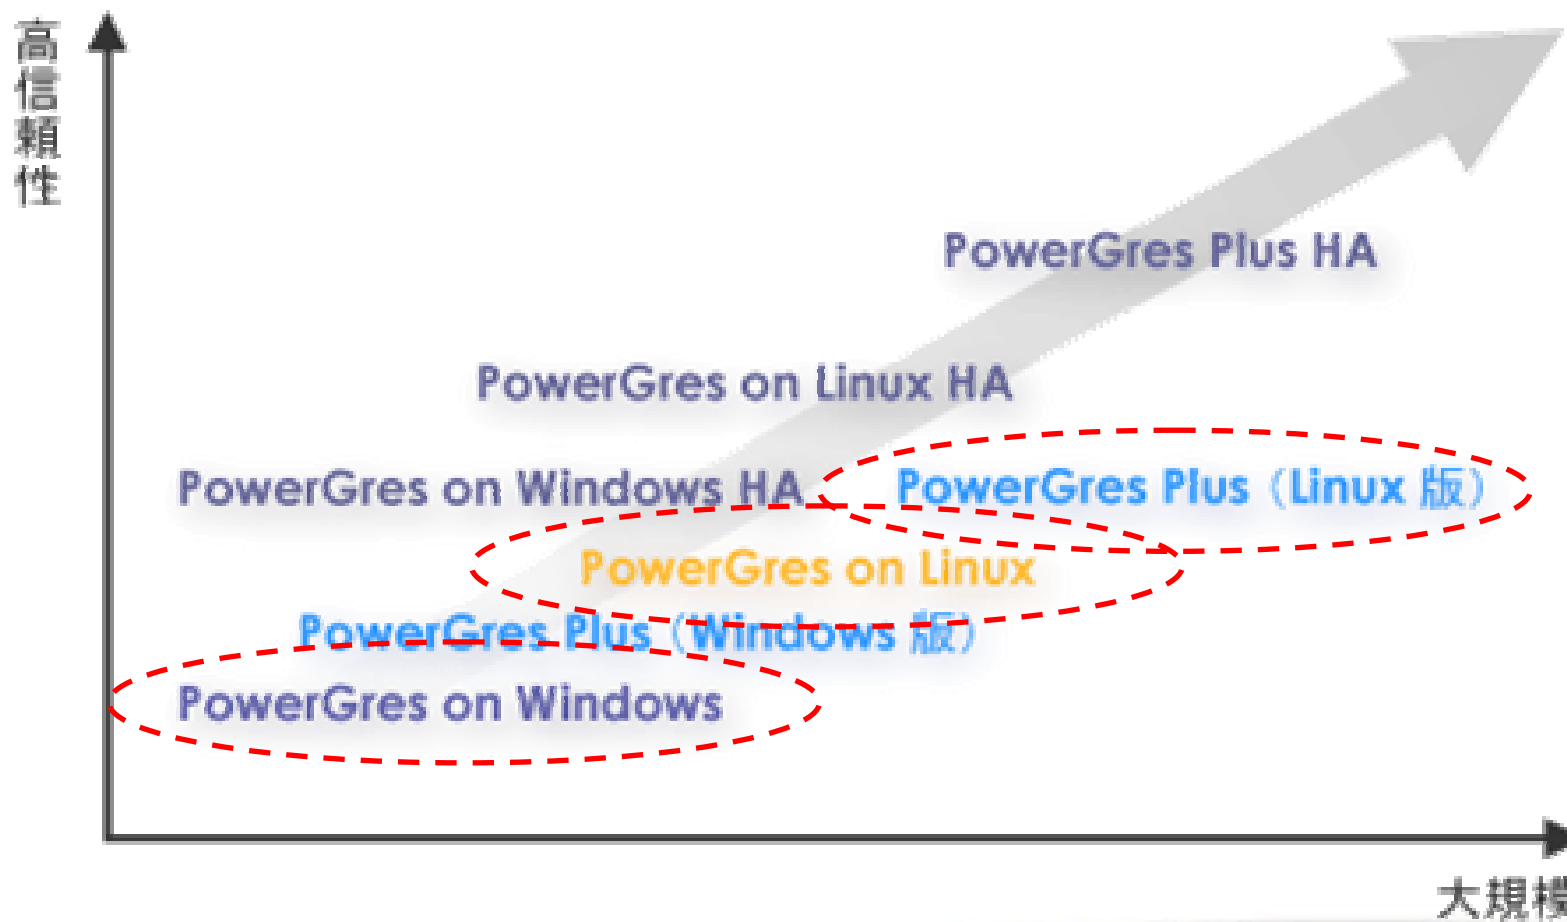 高信頼性
PowerGres Plus HA
PowerGres on Linux HA
PowerGres on Windows HA
PowerGres Plus（Linux 版）
PowerGres on Linux
PowerGres Plus（Windows 版）
PowerGres on Windows
大規模